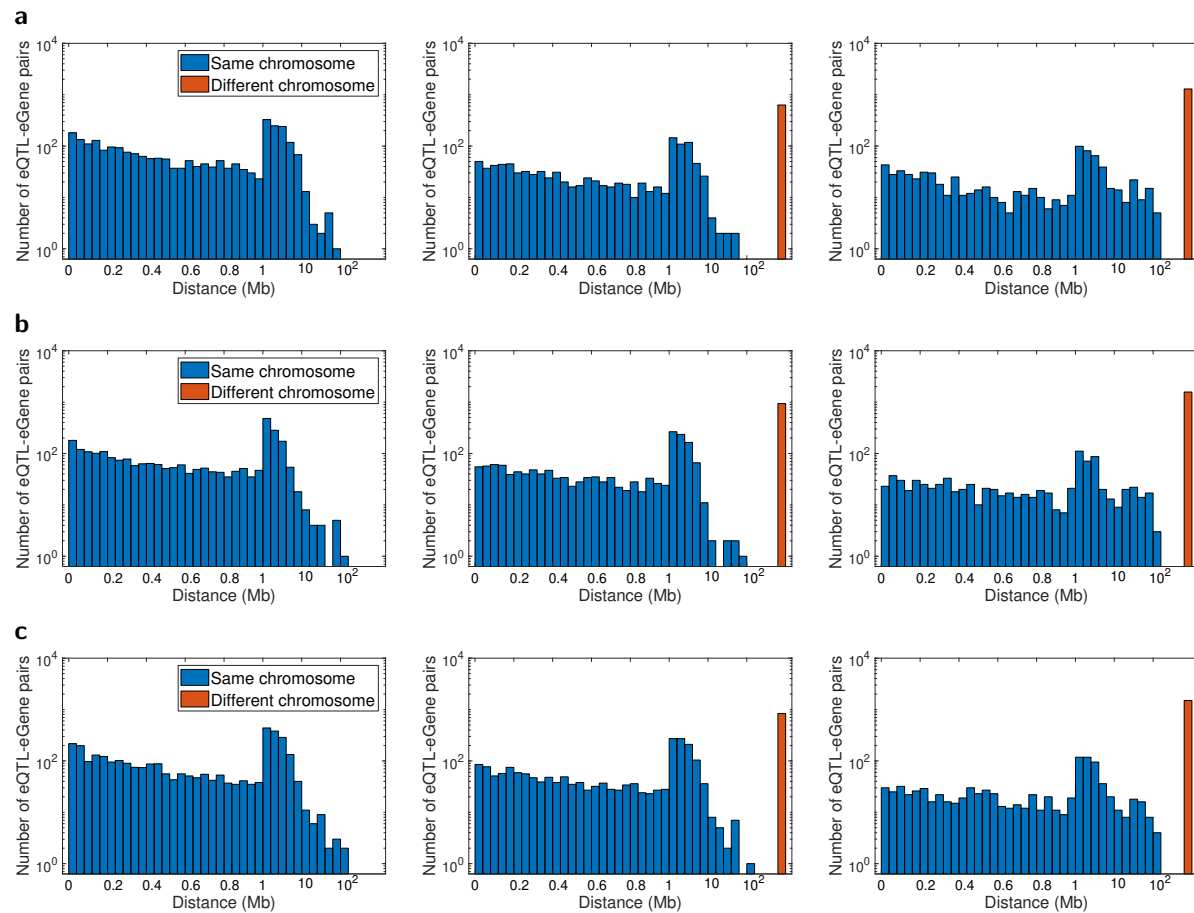 a
Number of eQTL-eGene pairs
10⁴
10²
10⁰
Same chromosome
Different chromosome
0 0.2 0.4 0.6 0.8 1 10 10²
Distance (Mb)
Number of eQTL-eGene pairs
10⁴
10²
10⁰
0 0.2 0.4 0.6 0.8 1 10 10²
Distance (Mb)
Number of eQTL-eGene pairs
10⁴
10²
10⁰
0 0.2 0.4 0.6 0.8 1 10 10²
Distance (Mb)
b
Number of eQTL-eGene pairs
10⁴
10²
10⁰
Same chromosome
Different chromosome
0 0.2 0.4 0.6 0.8 1 10 10²
Distance (Mb)
Number of eQTL-eGene pairs
10⁴
10²
10⁰
0 0.2 0.4 0.6 0.8 1 10 10²
Distance (Mb)
Number of eQTL-eGene pairs
10⁴
10²
10⁰
0 0.2 0.4 0.6 0.8 1 10 10²
Distance (Mb)
c
Number of eQTL-eGene pairs
10⁴
10²
10⁰
Same chromosome
Different chromosome
0 0.2 0.4 0.6 0.8 1 10 10²
Distance (Mb)
Number of eQTL-eGene pairs
10⁴
10²
10⁰
0 0.2 0.4 0.6 0.8 1 10 10²
Distance (Mb)
Number of eQTL-eGene pairs
10⁴
10²
10⁰
0 0.2 0.4 0.6 0.8 1 10 10²
Distance (Mb)